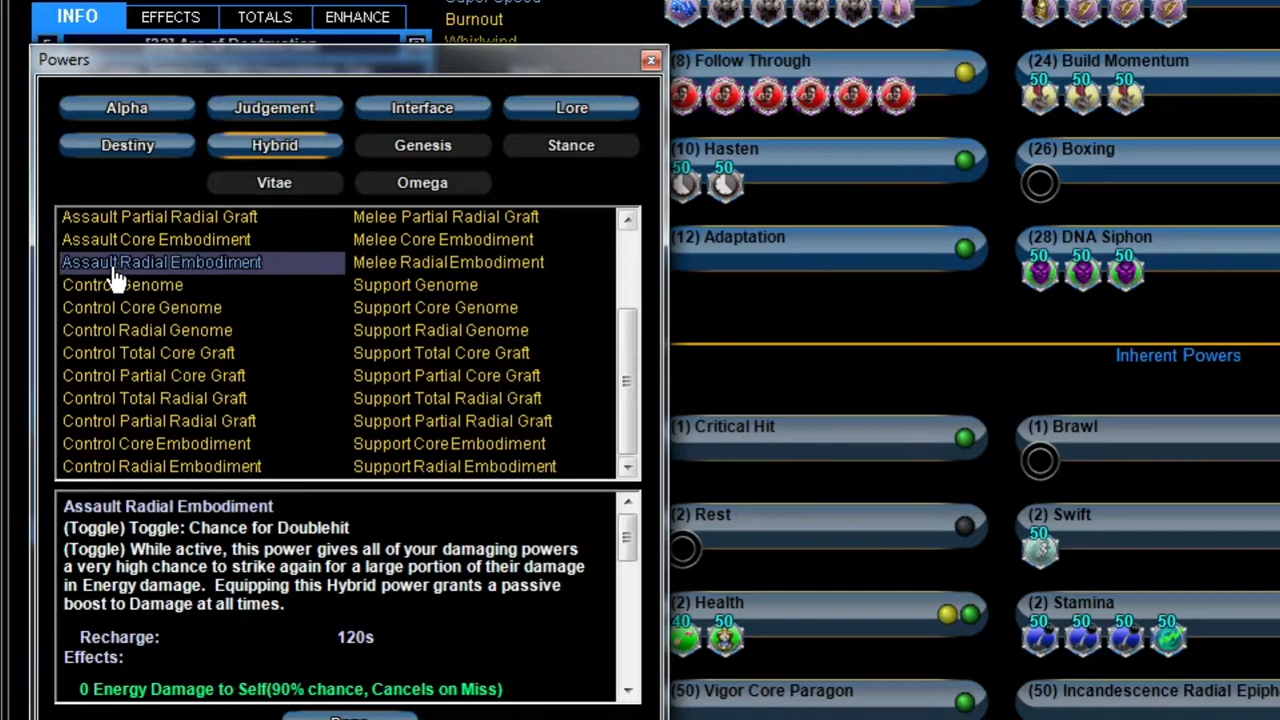 INFO
EFFECTS
TOTALS
ENHANCE
Super Speed
Burnout
Whirlwind
[32] Arc of Destruction
Powers
Alpha
Judgement
Interface
Lore
Destiny
Hybrid
Genesis
Stance
Vitae
Omega
Assault Partial Radial Graft
Melee Partial Radial Graft
Assault Core Embodiment
Melee Core Embodiment
Assault Radial Embodiment
Melee Radial Embodiment
Control Genome
Support Genome
Control Core Genome
Support Core Genome
Control Radial Genome
Support Radial Genome
Control Total Core Graft
Support Total Core Graft
Control Partial Core Graft
Support Partial Core Graft
Control Total Radial Graft
Support Total Radial Graft
Control Partial Radial Graft
Support Partial Radial Graft
Control Core Embodiment
Support Core Embodiment
Control Radial Embodiment
Support Radial Embodiment
Assault Radial Embodiment
(Toggle) Toggle: Chance for Doublehit
(Toggle) While active, this power gives all of your damaging powers
a very high chance to strike again for a large portion of their damage
in Energy damage. Equipping this Hybrid power grants a passive
boost to Damage at all times.
Recharge: 120s
Effects:
0 Energy Damage to Self(90% chance, Cancels on Miss)
(8) Follow Through
(24) Build Momentum
50 50 50
(10) Hasten
50 50
(26) Boxing
(12) Adaptation
(28) DNA Siphon
50 50 50
Inherent Powers
(1) Critical Hit
(1) Brawl
(2) Rest
(2) Swift
50
(2) Health
40 50
(2) Stamina
50 50 50 50
(50) Vigor Core Paragon
(50) Incandescence Radial Epiph